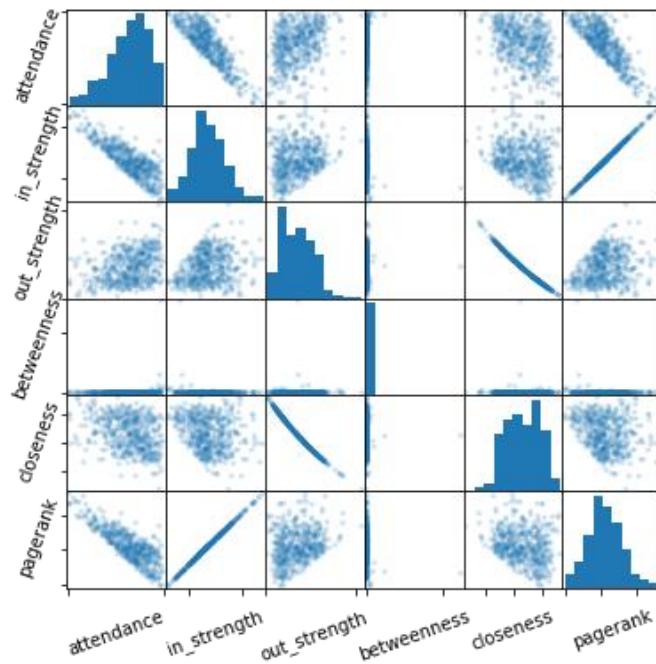 attendance
in_strength
out_strength
betweenness
closeness
pagerank
attendance
in_strength
out_strength
betweenness
closeness
pagerank